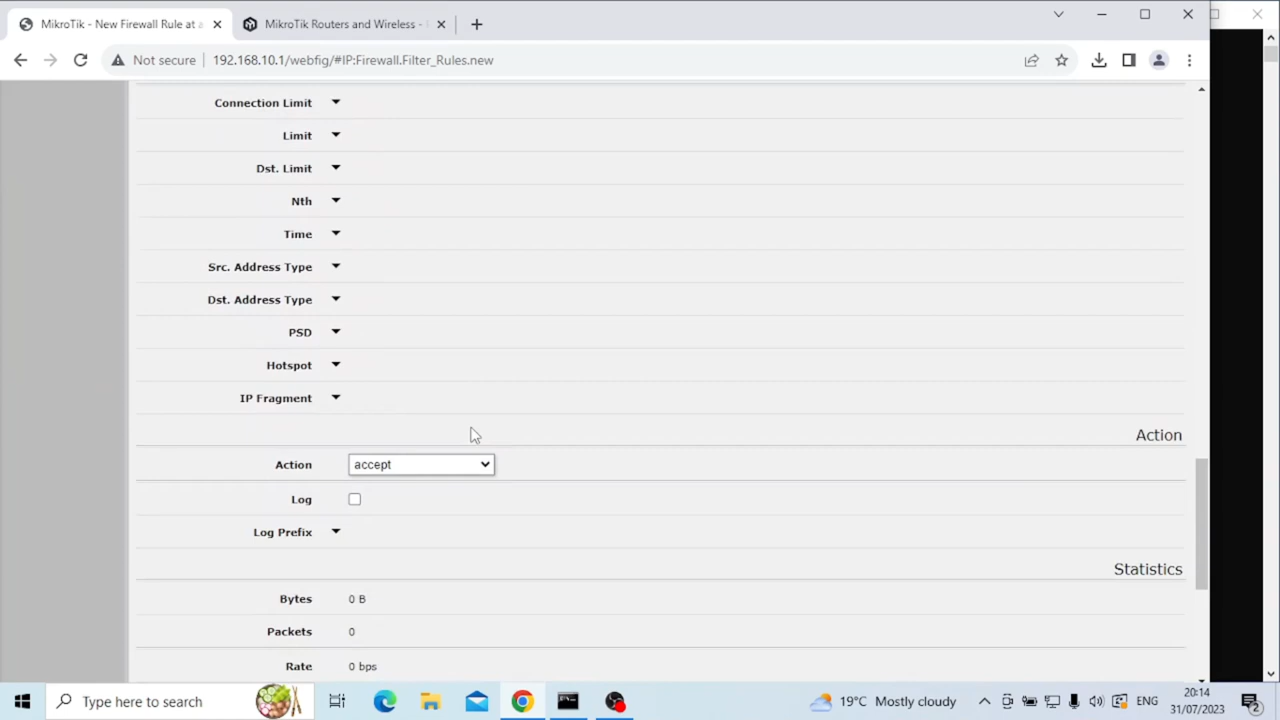 MikroTik - New Firewall Rule at a
MikroTik Routers and Wireless -
Not secure
192.168.10.1/webfig/#IP:Firewall.Filter_Rules.new
Connection Limit
Limit
Dst. Limit
Nth
Time
Src. Address Type
Dst. Address Type
PSD
Hotspot
IP Fragment
Action
Action accept
Log
Log Prefix
Statistics
Bytes 0 B
Packets 0
Rate 0 bps
Type here to search
19°C Mostly cloudy
ENG
20:14
31/07/2023
2